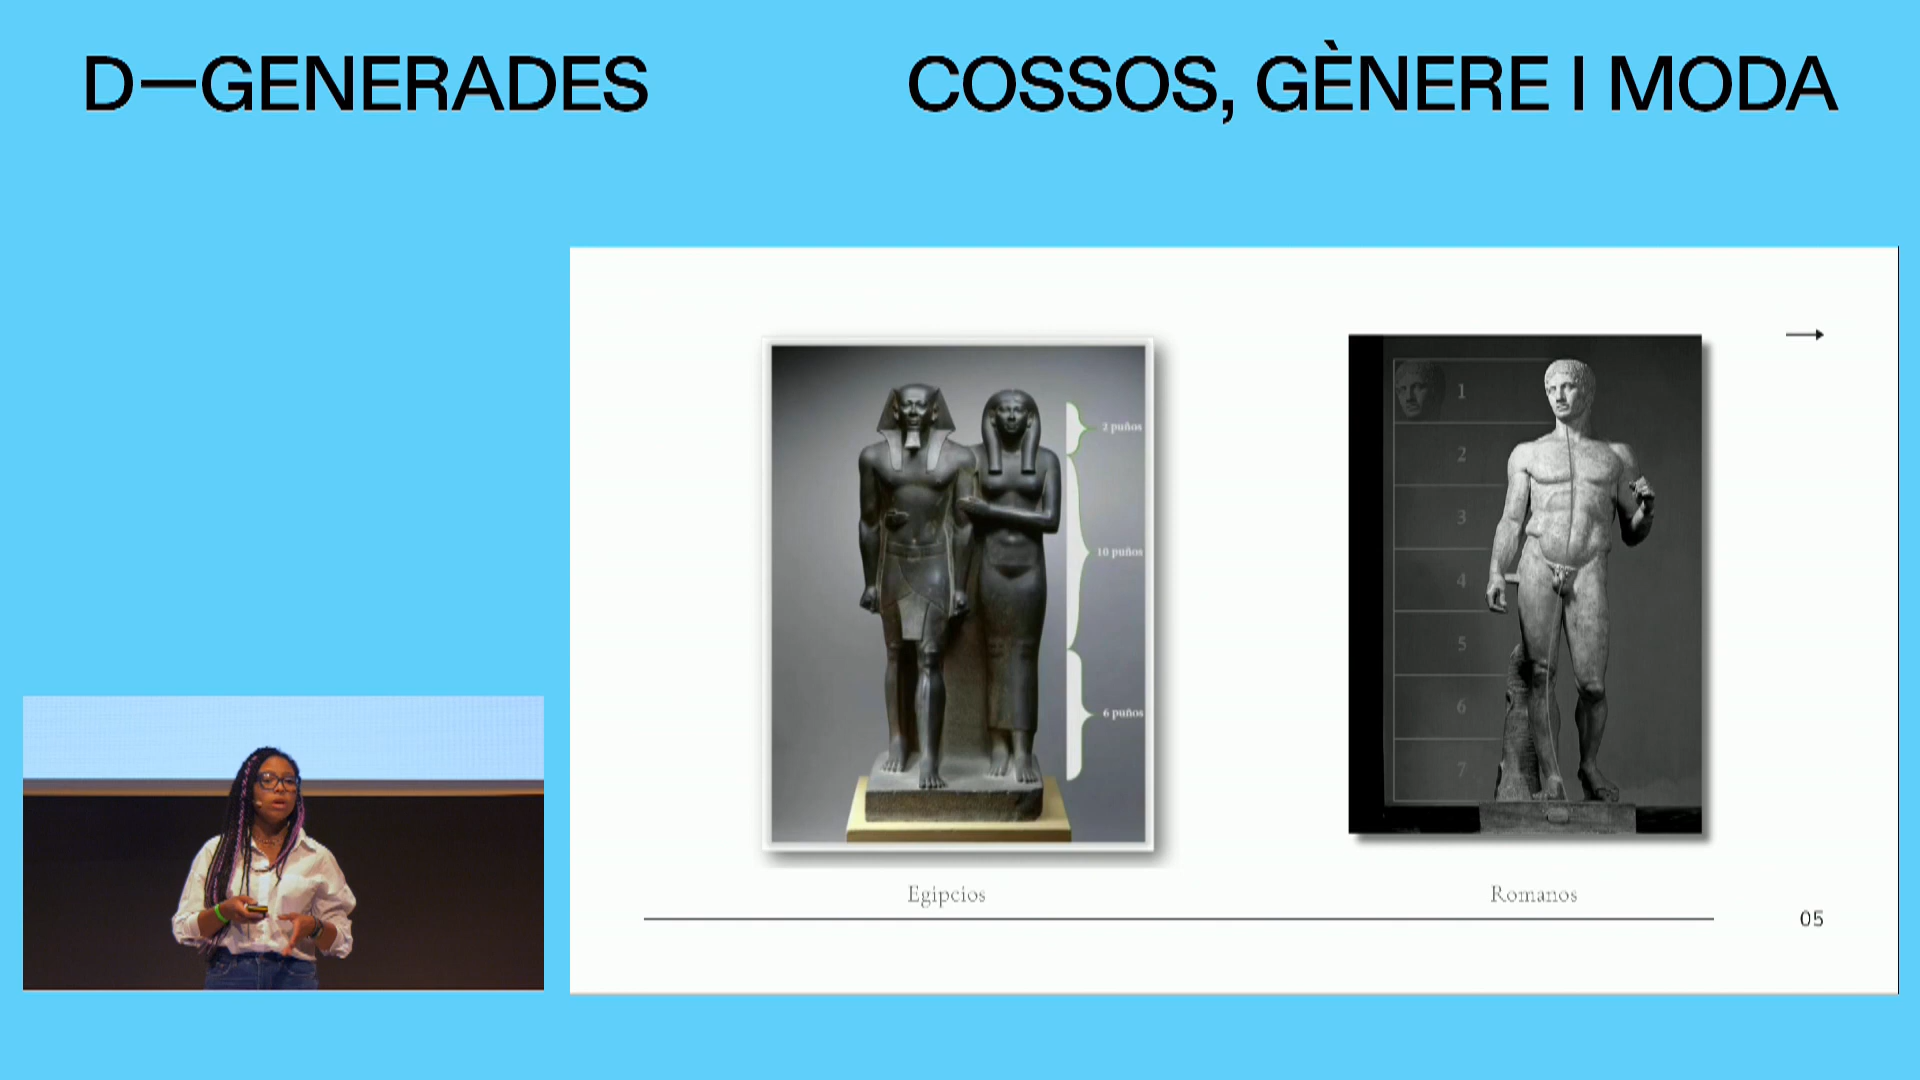 D—GENERADES
COSSOS, GÈNERE I MODA
2 puños
10 puños
6 puños
1
2
3
4
5
6
7
Egipcios
Romanos
05